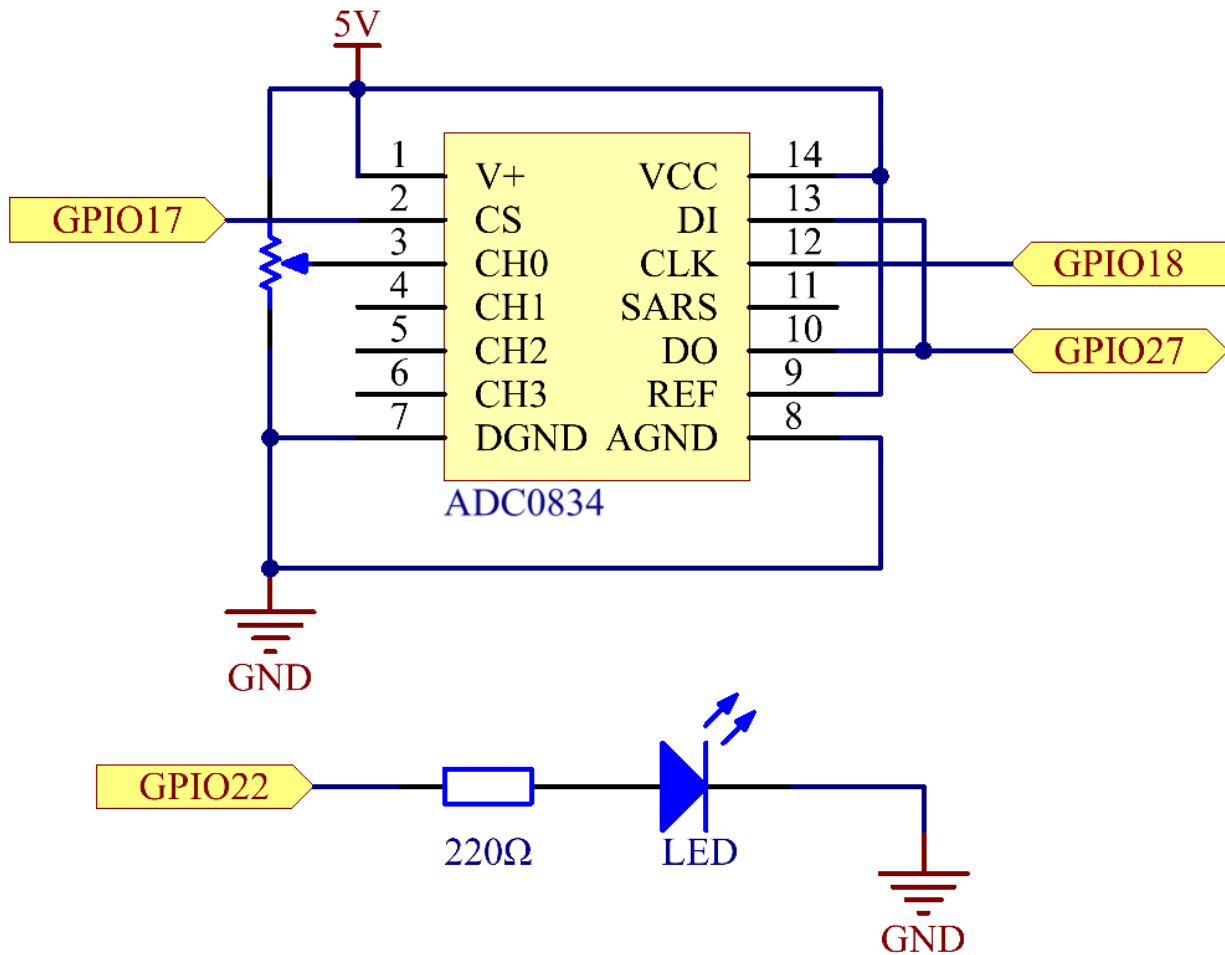 5V
1 V+ VCC 14
GPIO17 2 CS DI 13
3 CH0 CLK 12 GPIO18
4 CH1 SARS 11
5 CH2 DO 10 GPIO27
6 CH3 REF 9
7 DGND AGND 8
ADC0834
GND
GPIO22
220Ω LED
GND